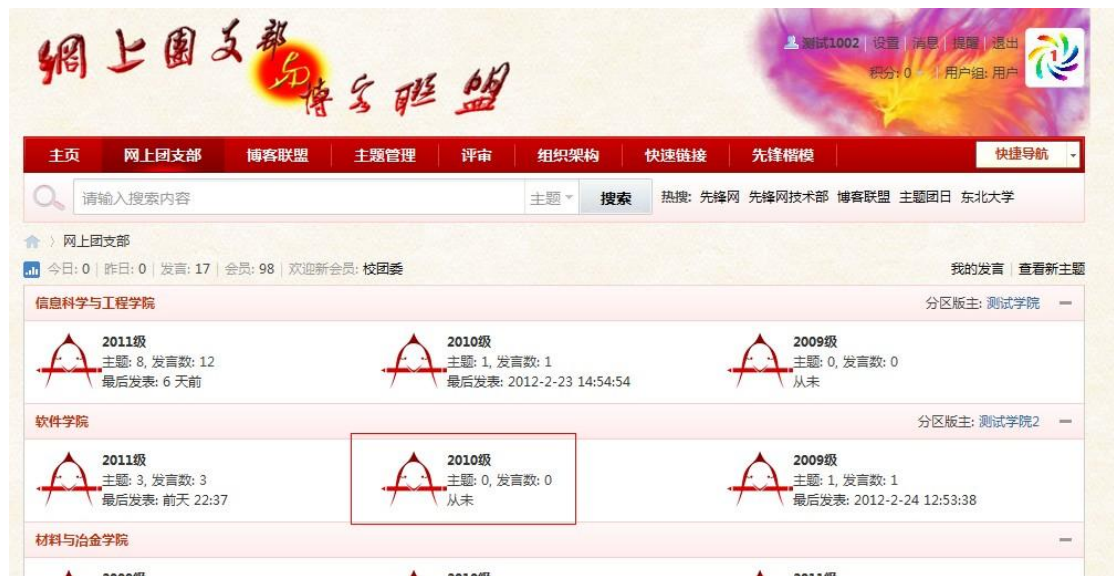 網上團支部与博客联盟
测试1002 | 设置 | 消息 | 提醒 | 退出
积分: 0 | 用户组: 用户
主页 网上团支部 博客联盟 主题管理 评审 组织架构 快速链接 先锋楷模 快捷导航
请输入搜索内容 主题 搜索 热搜: 先锋网 先锋网技术部 博客联盟 主题团日 东北大学
〉网上团支部
今日: 0 | 昨日: 0 | 发言: 17 | 会员: 98 | 欢迎新会员: 校团委 我的发言 | 查看新主题
信息科学与工程学院 分区版主: 测试学院
2011级 2010级 2009级
主题: 8, 发言数: 12 主题: 1, 发言数: 1 主题: 0, 发言数: 0
最后发表: 6 天前 最后发表: 2012-2-23 14:54:54 从未
软件学院 分区版主: 测试学院2
2011级 2010级 2009级
主题: 3, 发言数: 3 主题: 0, 发言数: 0 主题: 1, 发言数: 1
最后发表: 前天 22:37 从未 最后发表: 2012-2-24 12:53:38
材料与冶金学院
2010级 2011级